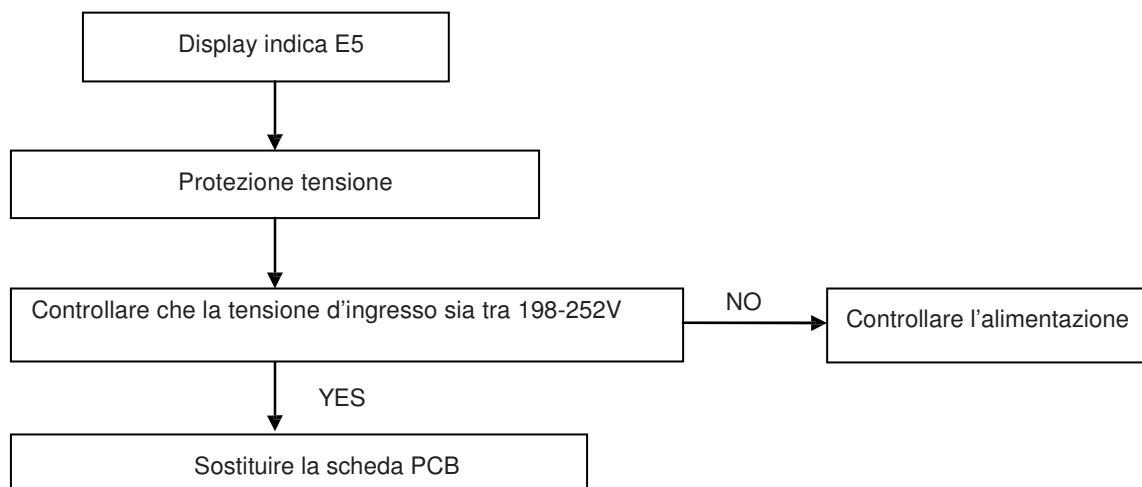 Display indica E5
Protezione tensione
Controllare che la tensione d’ingresso sia tra 198-252V
NO
Controllare l’alimentazione
YES
Sostituire la scheda PCB